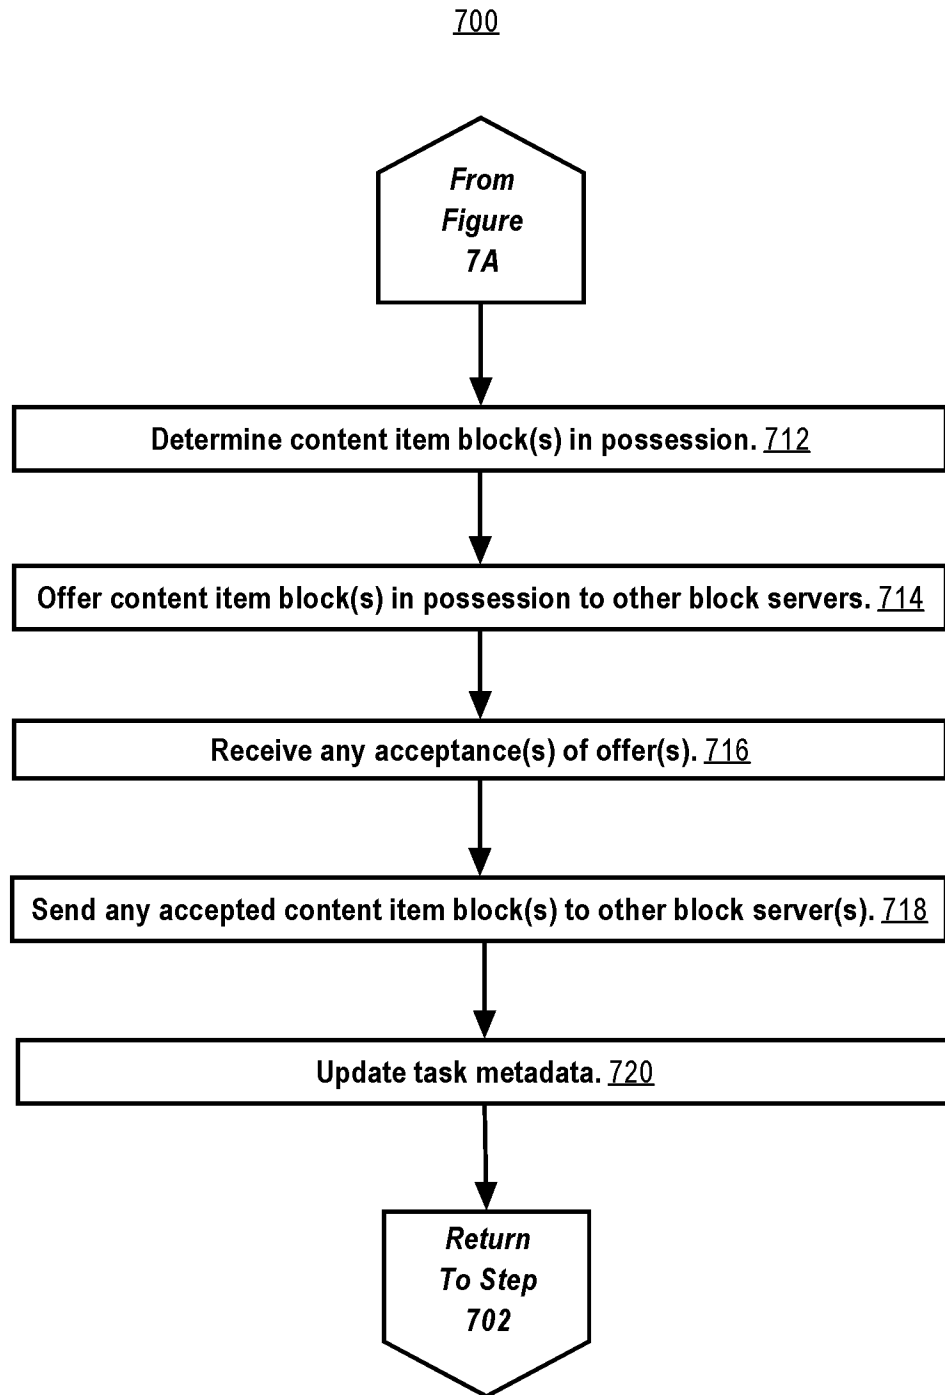 700
From
Figure
7A
Determine content item block(s) in possession. 712
Offer content item block(s) in possession to other block servers. 714
Receive any acceptance(s) of offer(s). 716
Send any accepted content item block(s) to other block server(s). 718
Update task metadata. 720
Return
To Step
702